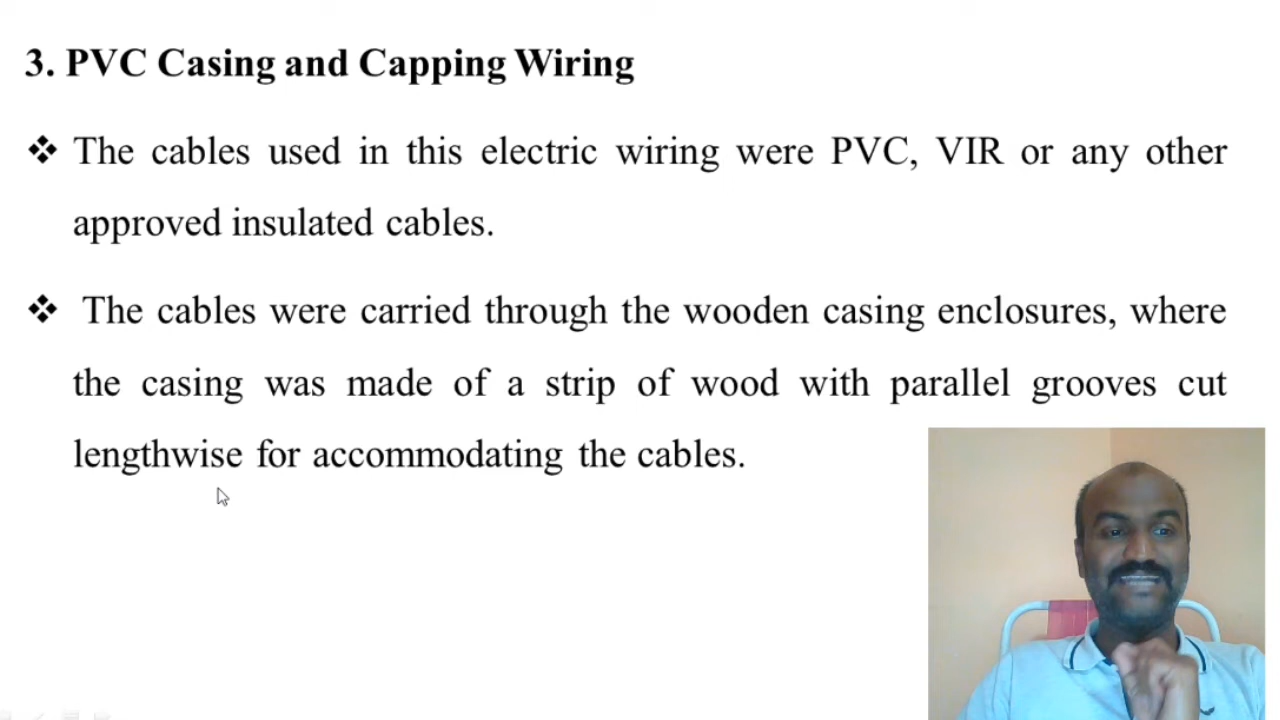 3. PVC Casing and Capping Wiring
❖ The cables used in this electric wiring were PVC, VIR or any other
approved insulated cables.
❖ The cables were carried through the wooden casing enclosures, where
the casing was made of a strip of wood with parallel grooves cut
lengthwise for accommodating the cables.